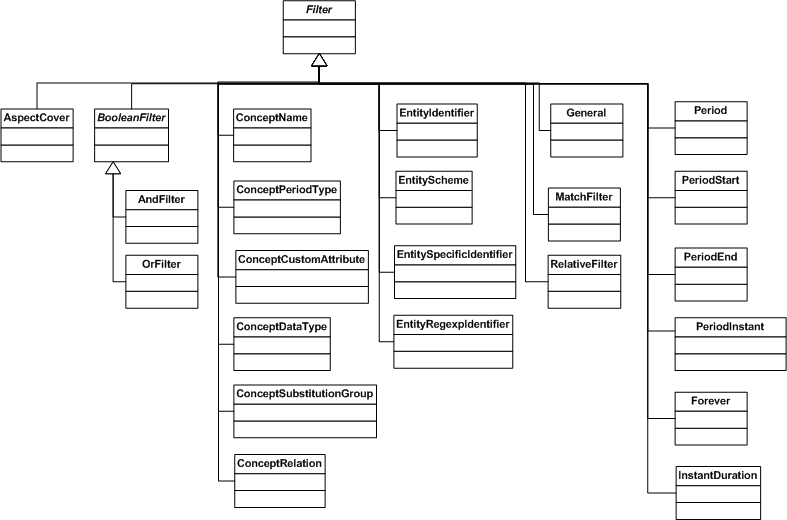 Filter
AspectCover
BooleanFilter
AndFilter
OrFilter
ConceptName
ConceptPeriodType
ConceptCustomAttribute
ConceptDataType
ConceptSubstitutionGroup
ConceptRelation
EntityIdentifier
EntityScheme
EntitySpecificIdentifier
EntityRegexpIdentifier
General
MatchFilter
RelativeFilter
Period
PeriodStart
PeriodEnd
PeriodInstant
Forever
InstantDuration